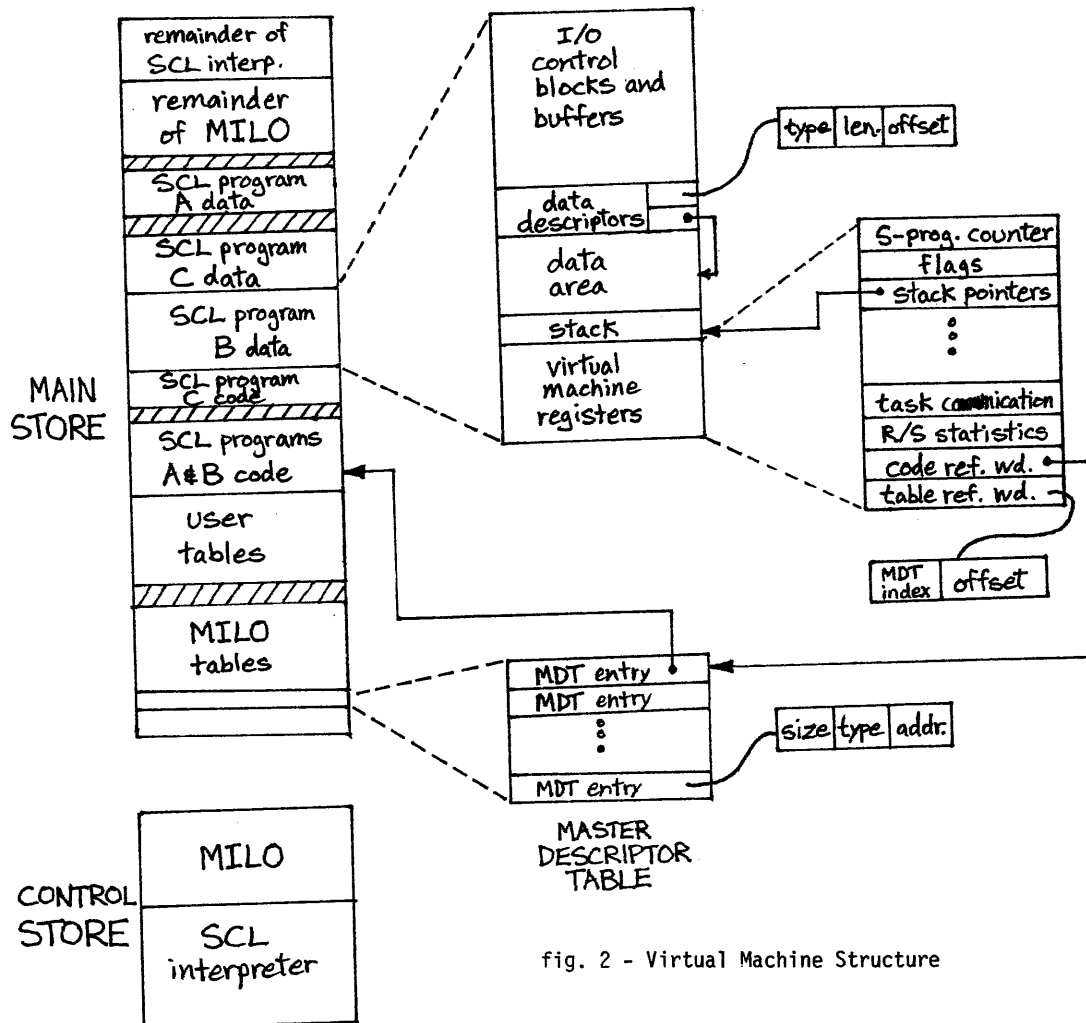 MAIN
STORE
remainder of
SCL interp.
remainder
of MILO
SCL program
A data
SCL program
C data
SCL program
B data
SCL program
C code
SCL programs
A & B code
user
tables
MILO
tables
I/O
control
blocks and
buffers
data
descriptors
data
area
stack
virtual
machine
registers
type len. offset
S-prog. counter
flags
stack pointers
task communication
R/S statistics
code ref. wd.
table ref. wd.
MDT
index
offset
MDT entry
MDT entry
MDT entry
size type addr.
MASTER
DESCRIPTOR
TABLE
CONTROL
STORE
MILO
SCL
interpreter
fig. 2 - Virtual Machine Structure